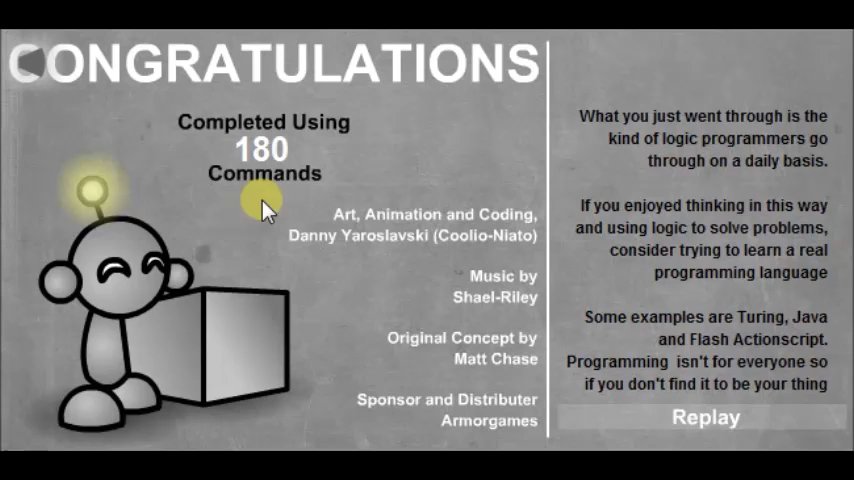 CONGRATULATIONS
Completed Using
180
Commands
Art, Animation and Coding,
Danny Yaroslavski (Coolio-Niato)
Music by
Shael-Riley
Original Concept by
Matt Chase
Sponsor and Distributer
Armorgames
What you just went through is the
kind of logic programmers go
through on a daily basis.
If you enjoyed thinking in this way
and using logic to solve problems,
consider trying to learn a real
programming language
Some examples are Turing, Java
and Flash Actionscript.
Programming isn't for everyone so
if you don't find it to be your thing
Replay